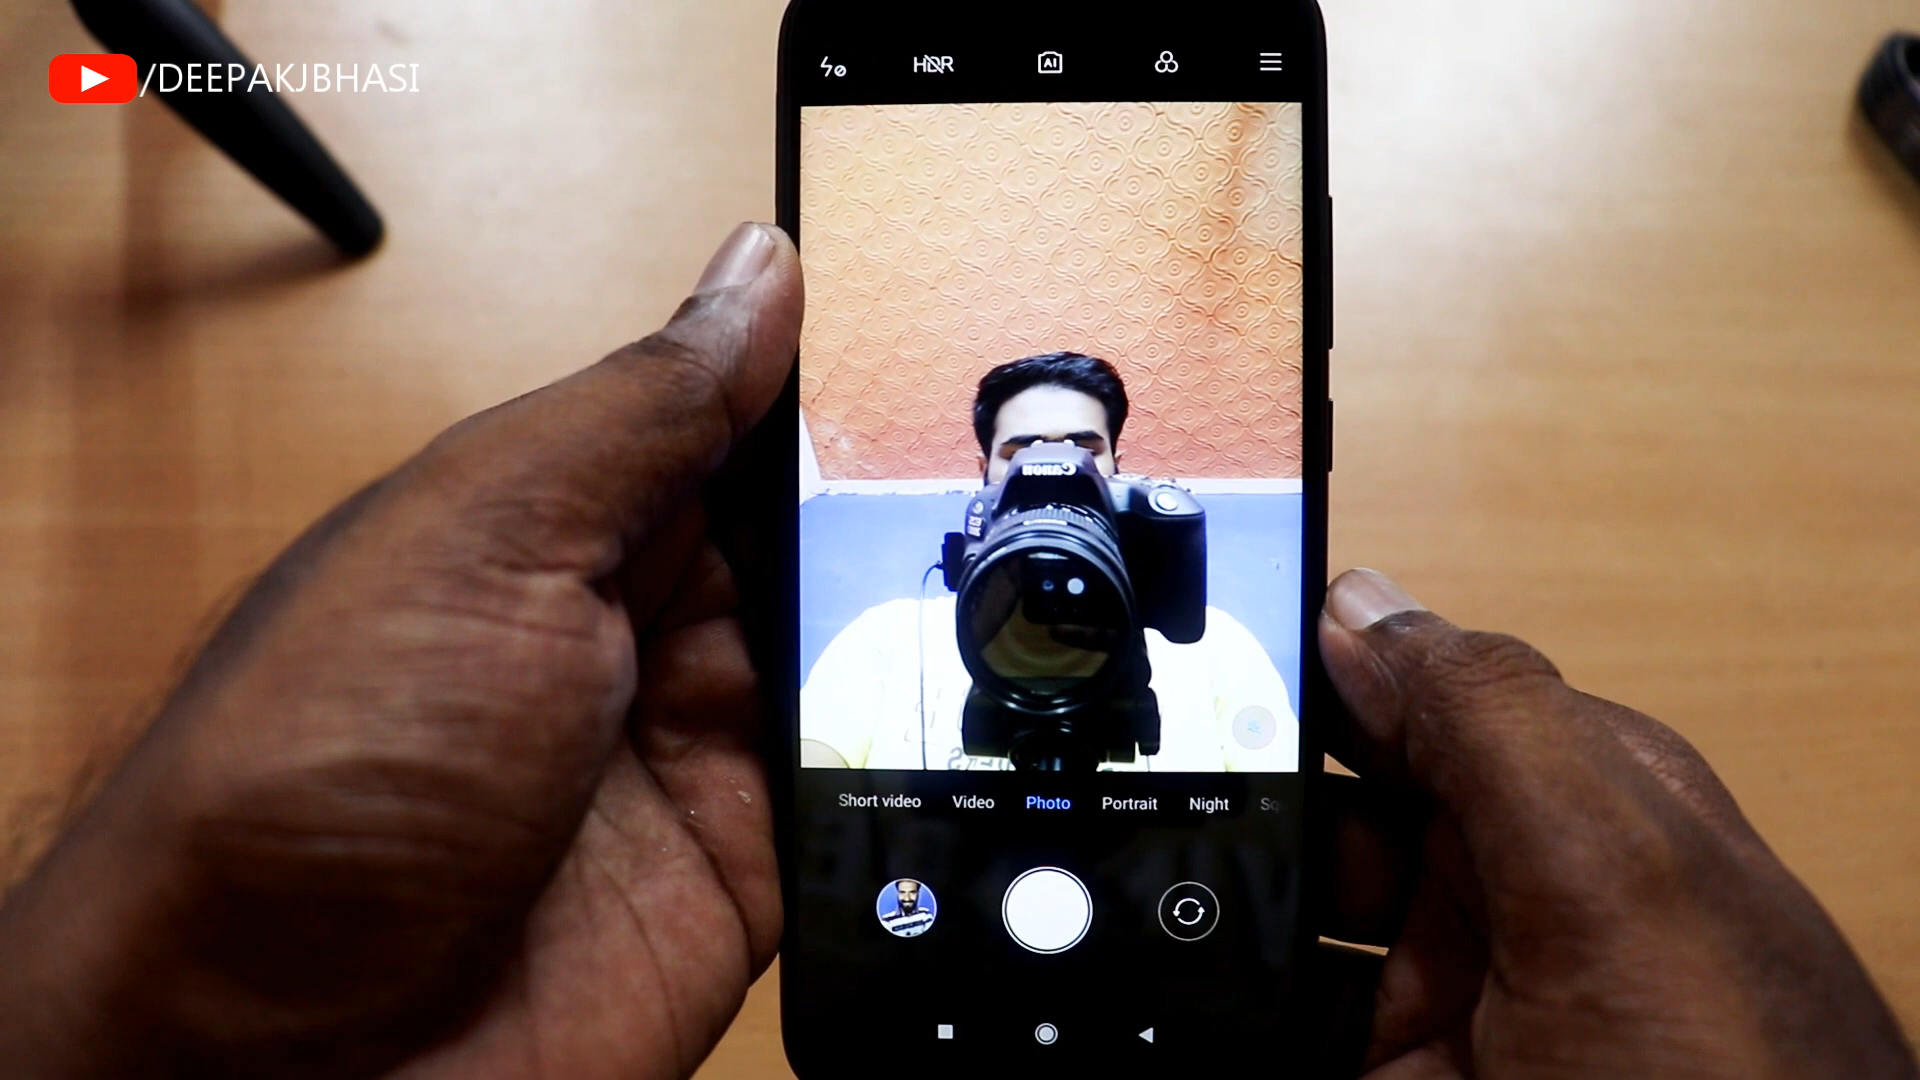 /DEEPAKJBHASI
HDR
AI
Canon
Short video Video Photo Portrait Night